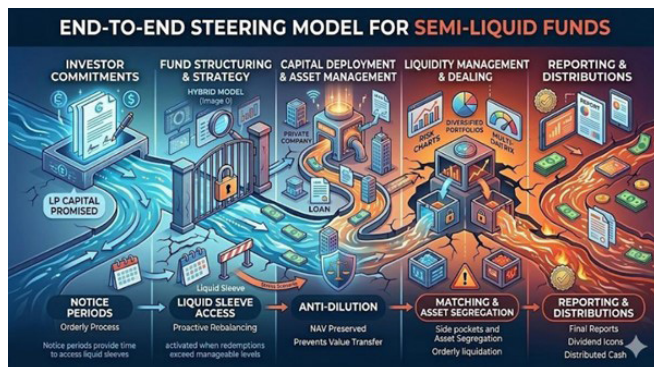 END-TO-END STEERING MODEL FOR SEMI-LIQUID FUNDS
INVESTOR
COMMITMENTS
FUND STRUCTURING
& STRATEGY
HYBRID MODEL
(Image 0)
CAPITAL DEPLOYMENT
& ASSET MANAGEMENT
LIQUIDITY MANAGEMENT
& DEALING
REPORTING &
DISTRIBUTIONS
LP CAPITAL
PROMISED
PRIVATE
COMPANY
LOAN
RISK
CHARTS
DIVERSIFIED
PORTFOLIOS
REPORT
Liquid Sleeve
NOTICE
PERIODS
Orderly Process
Notice periods provide time
to access liquid sleeves
LIQUID SLEEVE
ACCESS
Proactive Rebalancing
activated when redemptions
exceed manageable levels
ANTI-DILUTION
NAV Preserved
Prevents Value Transfer
MATCHING &
ASSET SEGREGATION
Side pockets and
Asset Segregation
Orderly liquidation
REPORTING &
DISTRIBUTIONS
Final Reports
Dividend Icons
Distributed Cash